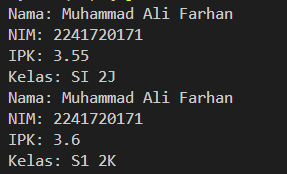 Nama: Muhammad Ali Farhan
NIM: 2241720171
IPK: 3.55
Kelas: SI 2J
Nama: Muhammad Ali Farhan
NIM: 2241720171
IPK: 3.6
Kelas: S1 2K